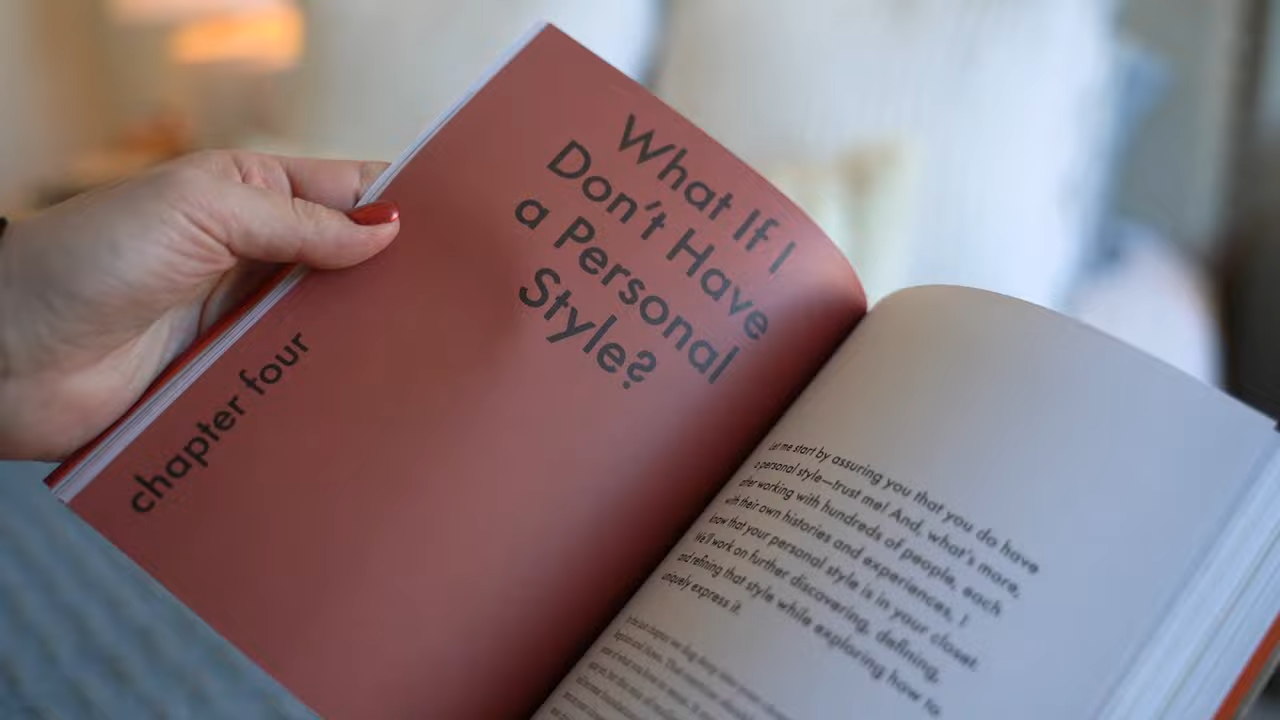 What If I
Don't Have
a Personal
Style?
chapter four
Let me start by assuring you that you do have
a personal style—trust me! And, what's more,
after working with hundreds of people, each
with their own histories and experiences, I
know that your personal style is in your closet.
We'll work on further discovering, defining,
and refining that style while exploring how to
uniquely express it.